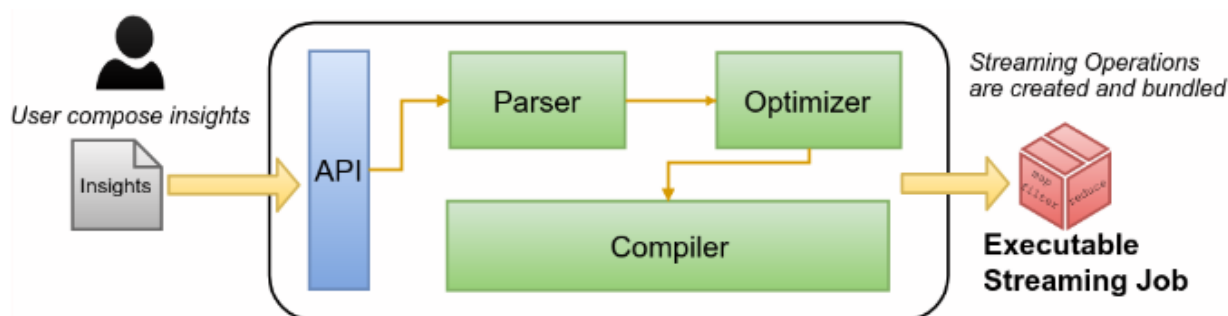 User compose insights
Insights
API
Parser
Optimizer
Compiler
Streaming Operations
are created and bundled
map
filter
reduce
Executable
Streaming Job